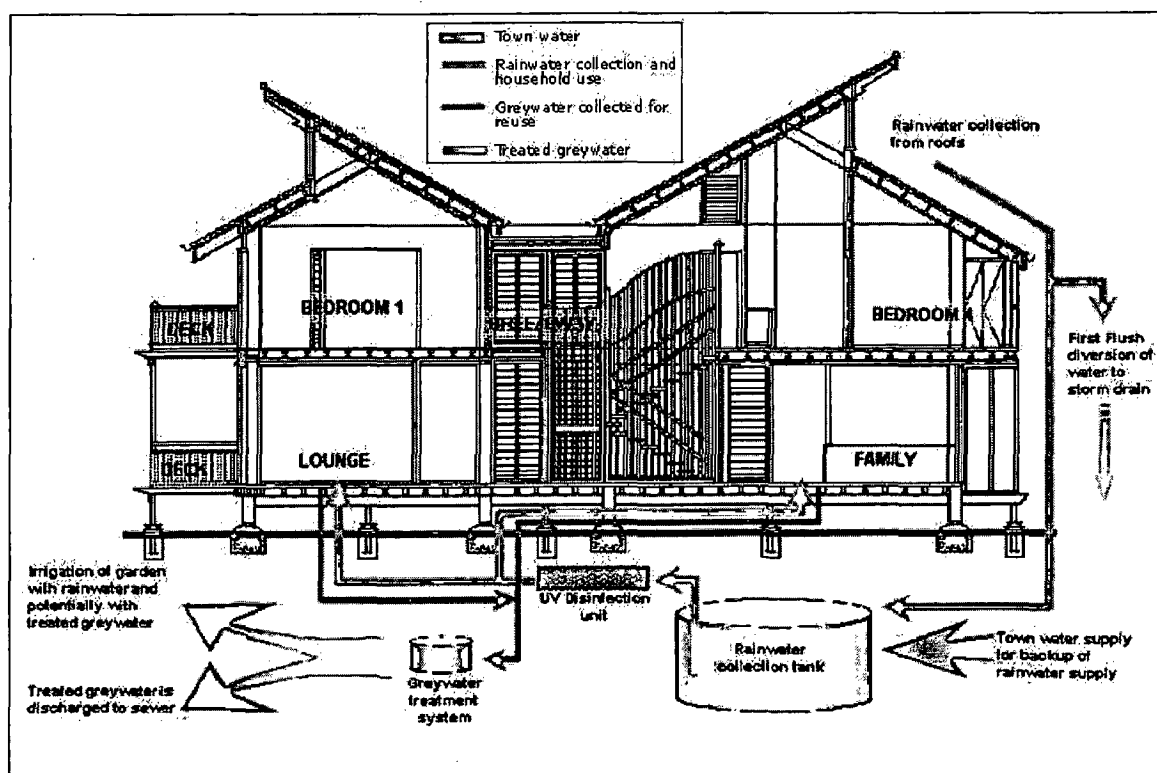 Town water
Rainwater collection and
household use
Greywater collected for
reuse
Treated greywater
Rainwater collection
from roofs
BEDROOM 1
DECK
BREEZEWAY
BEDROOM 4
First Flush
diversion of
water to
storm drain
DECK
LOUNGE
FAMILY
Irrigation of garden
with rainwater and
potentially with
treated greywater
UV Disinfection
unit
Rainwater
collection tank
Town water supply
for backup of
rainwater supply
Treated greywater is
discharged to sewer
Greywater
treatment
system